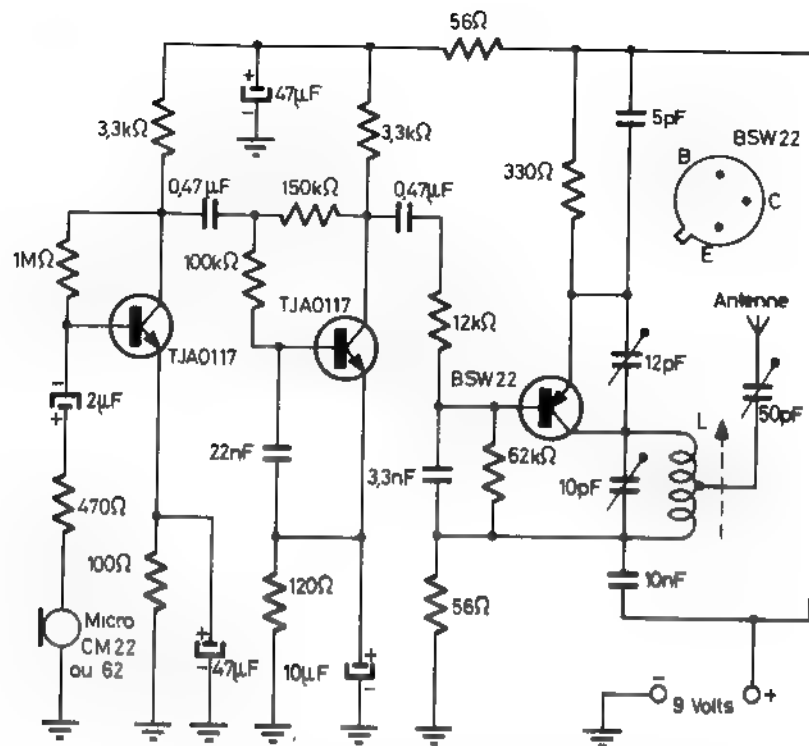 56Ω
47µF
+
-
3,3kΩ
3,3kΩ
5pF
BSW22
B
C
E
330Ω
0,47µF
150kΩ
0,47µF
1MΩ
100kΩ
TJA0117
TJA0117
12kΩ
BSW22
12pF
Antenne
50pF
L
2µF
-
+
22nF
3,3nF
62kΩ
10pF
470Ω
100Ω
120Ω
56Ω
10nF
Micro
CM22
ou 62
+
-
47µF
10µF
+
-
-
9 Volts
+